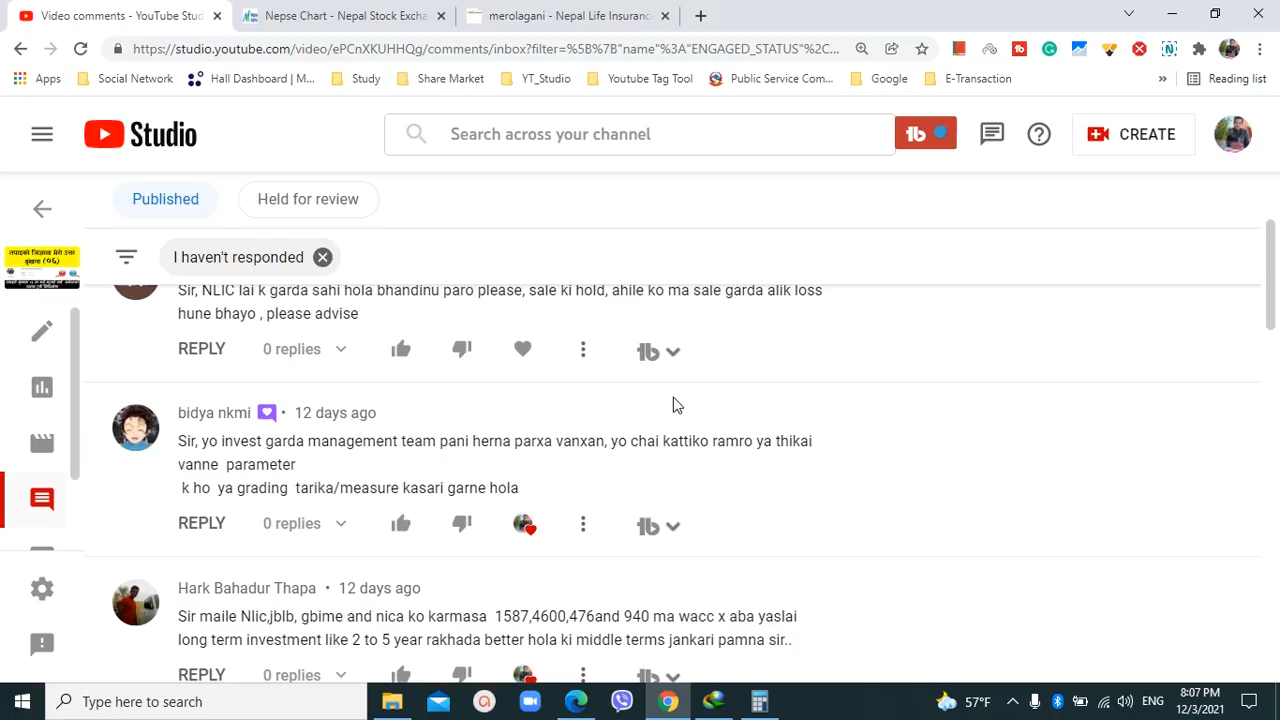 Video comments - YouTube Stud
Nepse Chart - Nepal Stock Excha
merolagani - Nepal Life Insuranc
https://studio.youtube.com/video/ePCnXKUHHQg/comments/inbox?filter=%5B%7B"name"%3A"ENGAGED_STATUS"%2C...
Apps
Social Network
Hall Dashboard | M...
Study
Share Market
YT_Studio
Youtube Tag Tool
Public Service Com...
Google
E-Transaction
»
Reading list
Studio
Search across your channel
CREATE
Published
Held for review
तपाइको जिज्ञासा मेरो उत्तर
I haven't responded
Sir, NLIC lai k garda sahi hola bhandinu paro please, sale ki hold, ahile ko ma sale garda alik loss
hune bhayo , please advise
REPLY 0 replies
bidya nkmi • 12 days ago
Sir, yo invest garda management team pani herna parxa vanxan, yo chai kattiko ramro ya thikai
vanne parameter
k ho ya grading tarika/measure kasari garne hola
REPLY 0 replies
Hark Bahadur Thapa • 12 days ago
Sir maile Nlic,jblb, gbime and nica ko karmasa 1587,4600,476and 940 ma wacc x aba yaslai
long term investment like 2 to 5 year rakhada better hola ki middle terms jankari pamna sir..
REPLY 0 replies
Type here to search
57°F
ENG
8:07 PM
12/3/2021